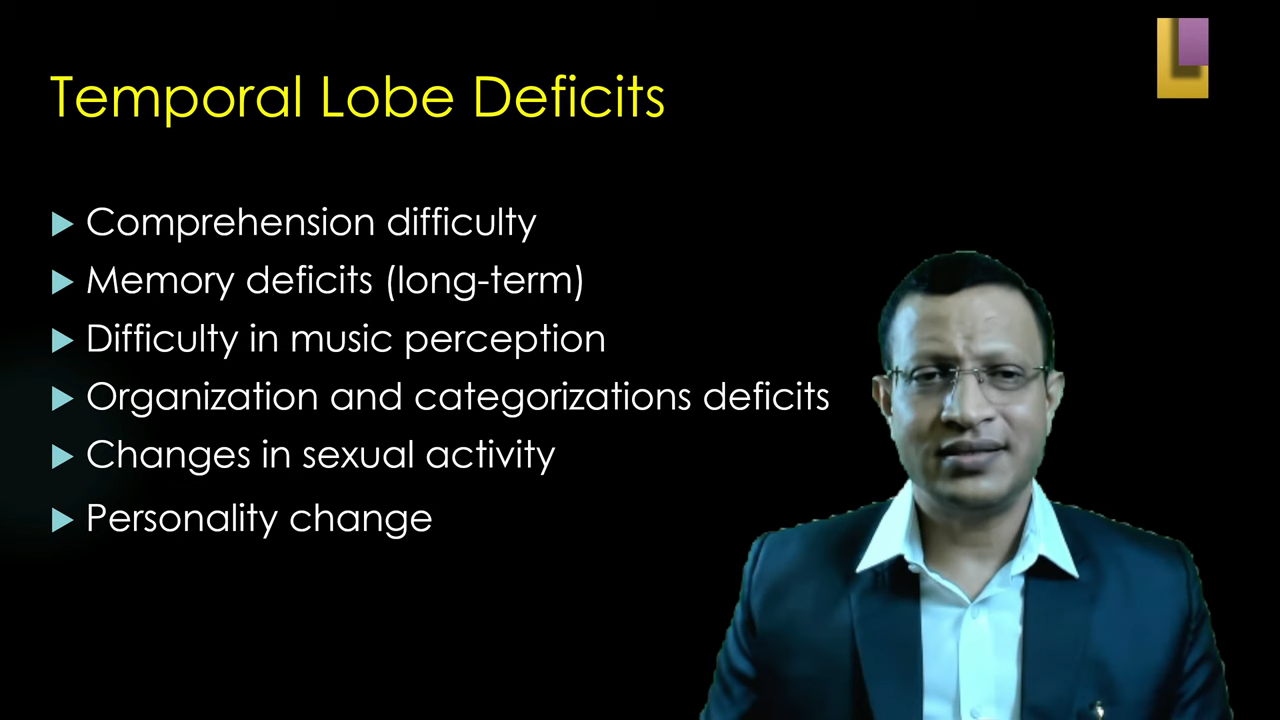 Temporal Lobe Deficits
Comprehension difficulty
Memory deficits (long-term)
Difficulty in music perception
Organization and categorizations deficits
Changes in sexual activity
Personality change